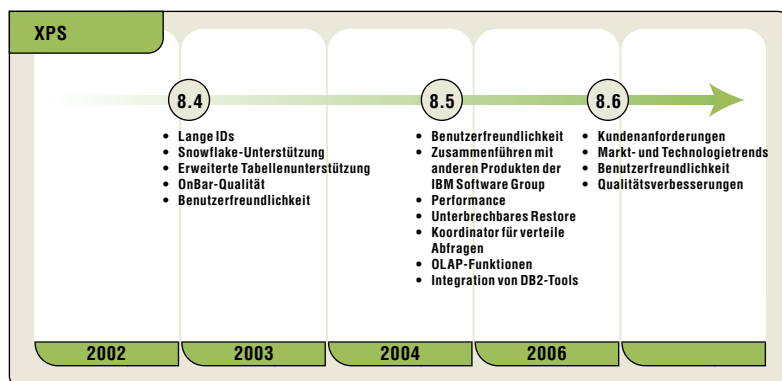 XPS
8.4
8.5
8.6
• Lange IDs
• Snowflake-Unterstützung
• Erweiterte Tabellenunterstützung
• OnBar-Qualität
• Benutzerfreundlichkeit
• Benutzerfreundlichkeit
• Zusammenführen mit
anderen Produkten der
IBM Software Group
• Performance
• Unterbrechbares Restore
• Koordinator für verteile
Abfragen
• OLAP-Funktionen
• Integration von DB2-Tools
• Kundenanforderungen
• Markt- und Technologietrends
• Benutzerfreundlichkeit
• Qualitätsverbesserungen
2002
2003
2004
2006